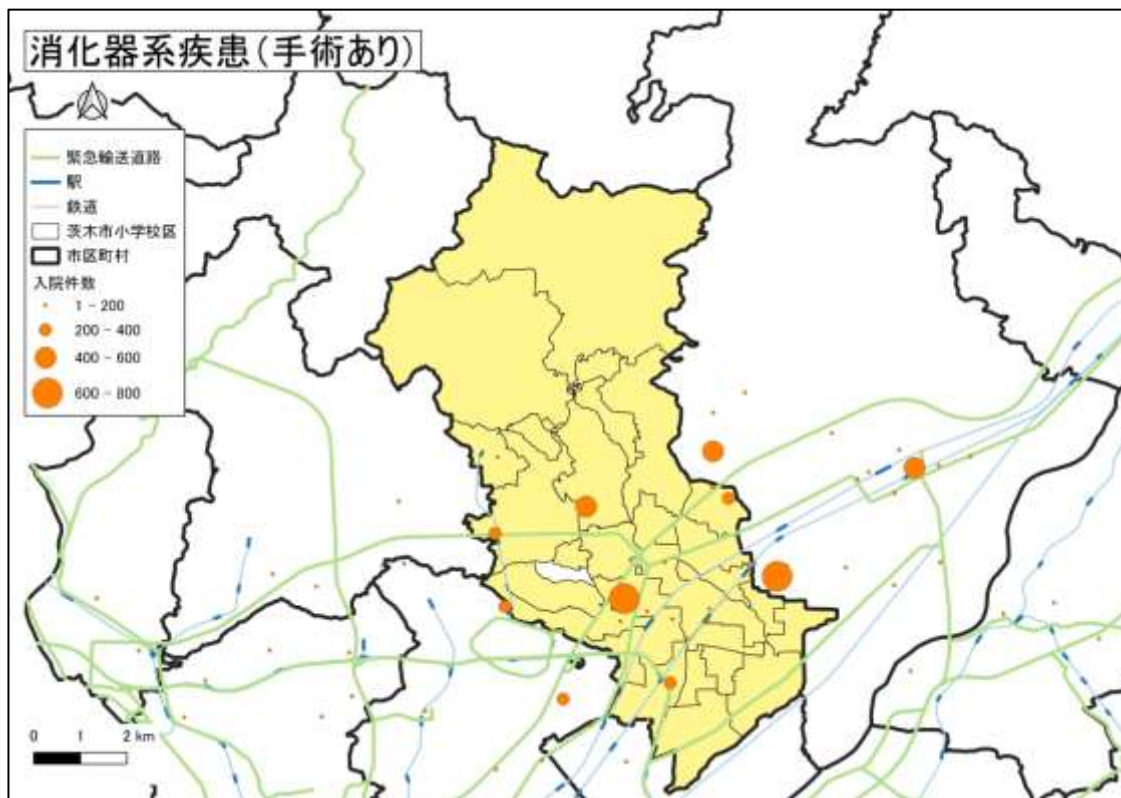 消化器系疾患(手術あり)
緊急輸送道路
駅
鉄道
茨木市小学校区
市区町村
入院件数
1 - 200
200 - 400
400 - 600
600 - 800
0 1 2 km